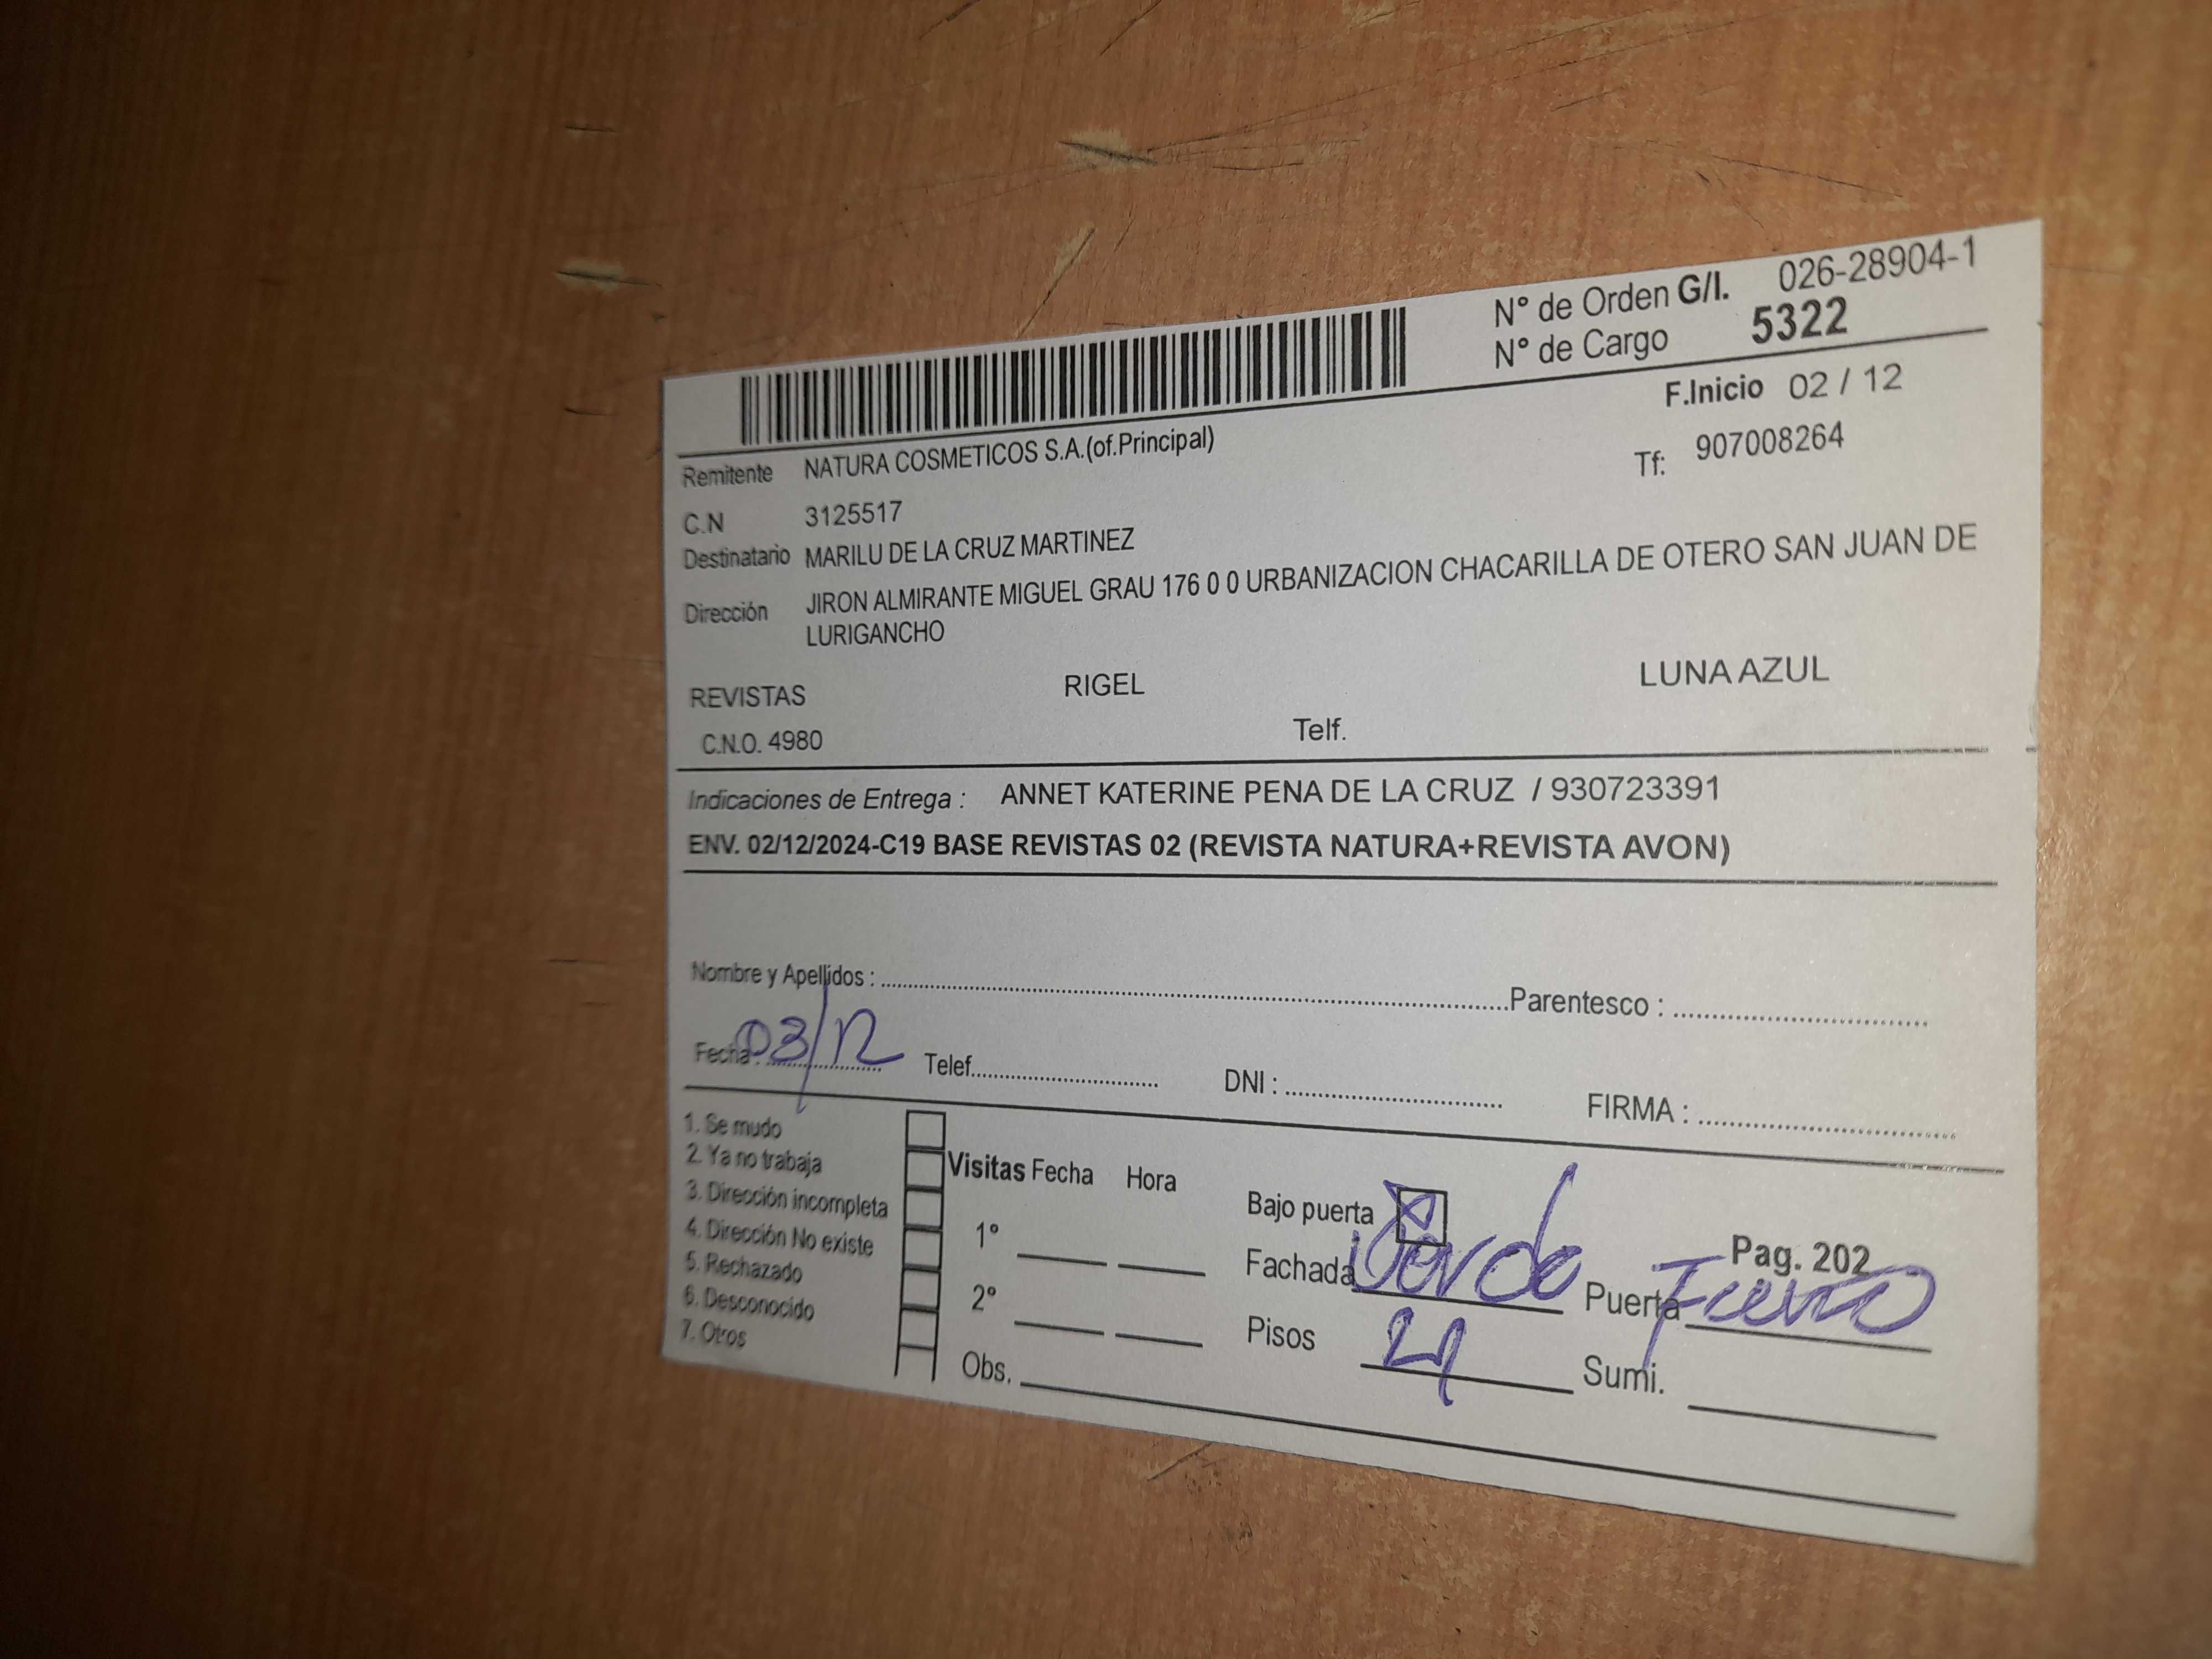 N° de Orden G/I. 026-28904-1
N° de Cargo 5322
F.Inicio 02 / 12
Remitente NATURA COSMETICOS S.A.(of.Principal)
Tf: 907008264
C.N 3125517
Destinatario MARILU DE LA CRUZ MARTINEZ
Dirección JIRON ALMIRANTE MIGUEL GRAU 176 0 0 URBANIZACION CHACARILLA DE OTERO SAN JUAN DE
LURIGANCHO
REVISTAS RIGEL LUNA AZUL
C.N.O. 4980 Telf.
Indicaciones de Entrega : ANNET KATERINE PENA DE LA CRUZ / 930723391
ENV. 02/12/2024-C19 BASE REVISTAS 02 (REVISTA NATURA+REVISTA AVON)
Nombre y Apellidos : Parentesco :
Fecha : 03/12 Telef. DNI : FIRMA :
1. Se mudo
2. Ya no trabaja
3. Dirección incompleta
4. Dirección No existe
5. Rechazado
6. Desconocido
7. Otros
Visitas Fecha Hora
1°
2°
Obs.
Bajo puerta
Pag. 202
Fachada Verde Puerta Fierro
Pisos Sumi.